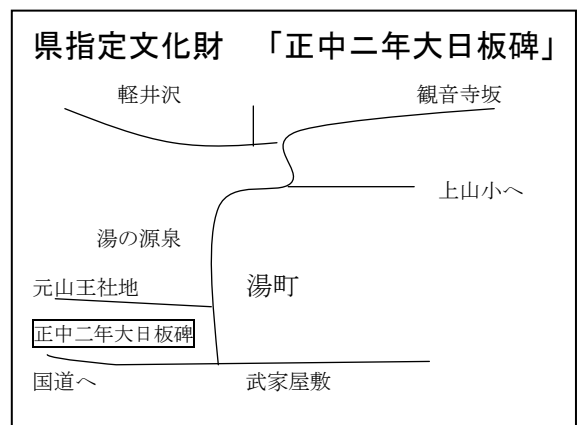 県指定文化財　「正中二年大日板碑」
軽井沢
観音寺坂
上山小へ
湯の源泉
元山王社地
湯町
正中二年大日板碑
国道へ
武家屋敷